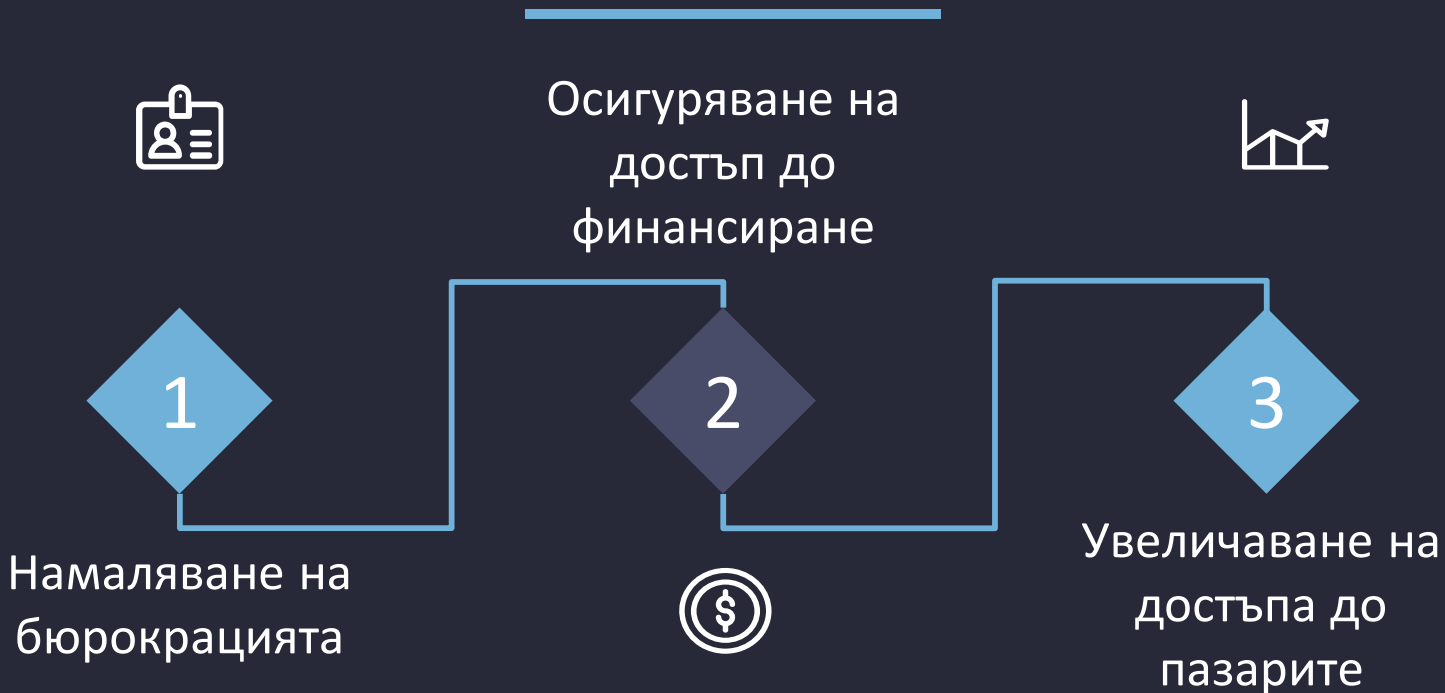 1
Намаляване на
бюрокрацията
Осигуряване на
достъп до
финансиране
2
$
3
Увеличаване на
достъпа до
пазарите